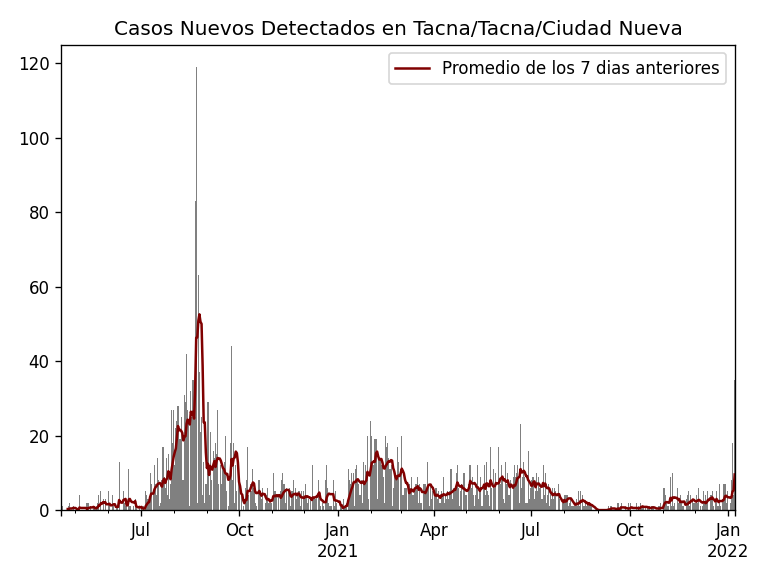 Casos Nuevos Detectados en Tacna/Tacna/Ciudad Nueva
Promedio de los 7 dias anteriores
120
100
80
60
40
20
0
Jul Oct Jan Apr Jul Oct Jan
2021 2022